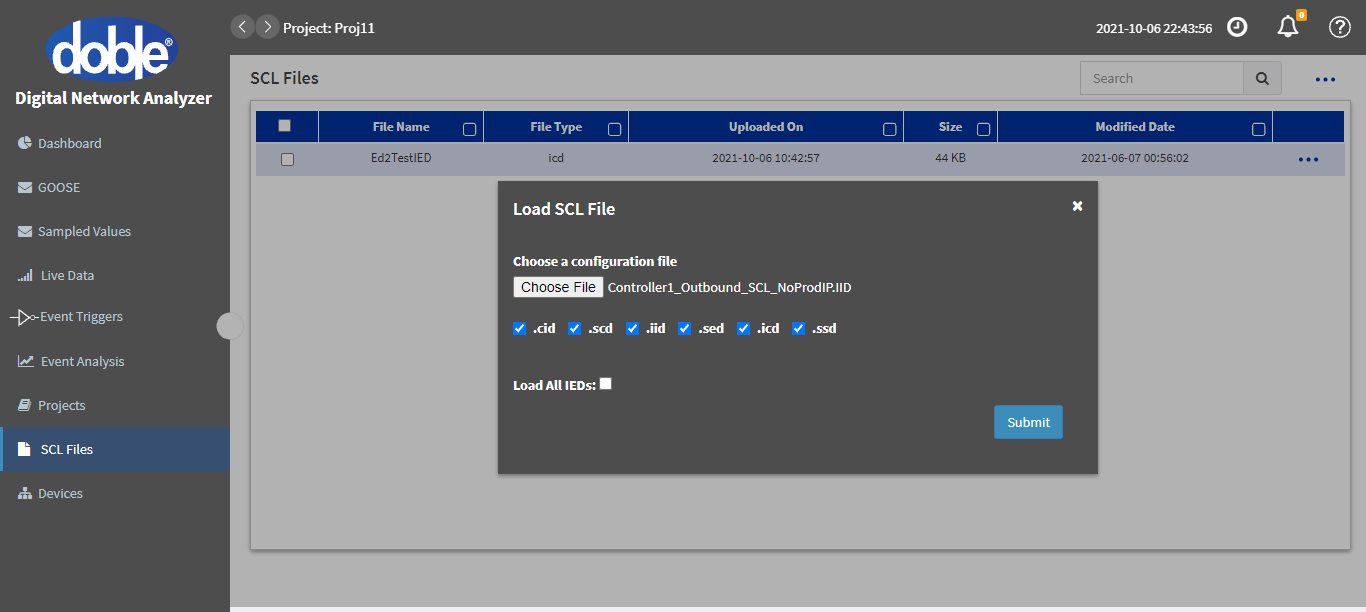 doble®
Digital Network Analyzer
Dashboard
GOOSE
Sampled Values
Live Data
Event Triggers
Event Analysis
Projects
SCL Files
Devices
Project: Proj11
2021-10-06 22:43:56
0
SCL Files
Search
File Name File Type Uploaded On Size Modified Date
Ed2TestIED icd 2021-10-06 10:42:57 44 KB 2021-06-07 00:56:02
Load SCL File
Choose a configuration file
Choose File Controller1_Outbound_SCL_NoProdIP.IID
.cid .scd .iid .sed .icd .ssd
Load All IEDs:
Submit